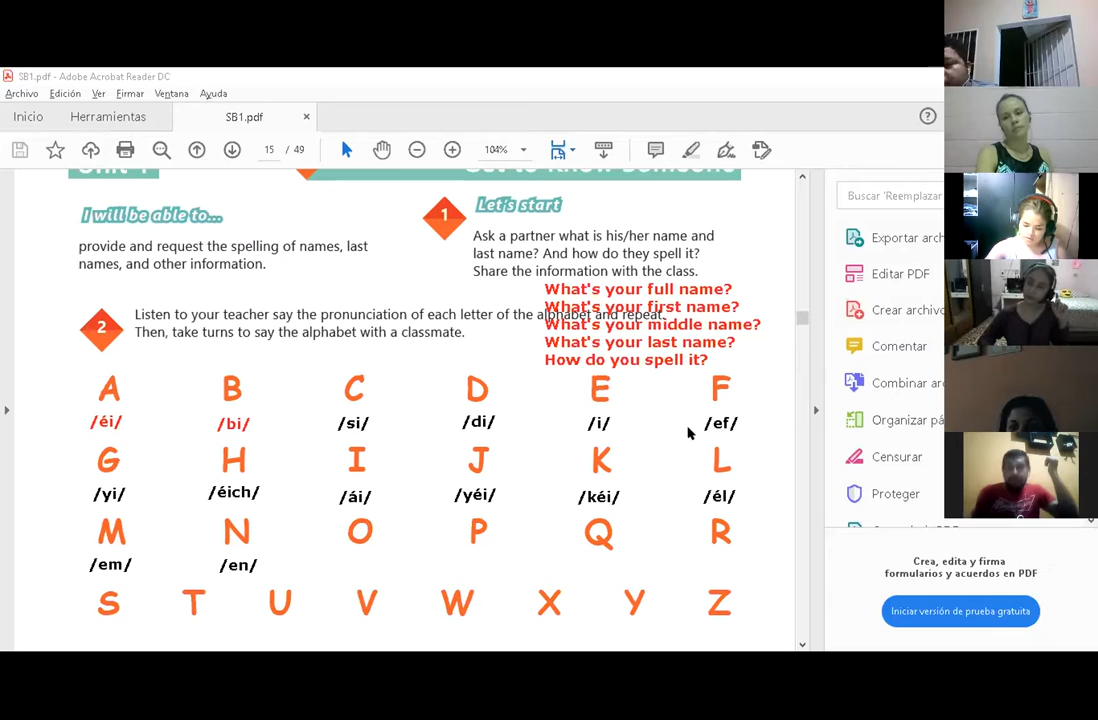 SB1.pdf - Adobe Acrobat Reader DC
Archivo Edición Ver Firmar Ventana Ayuda
Inicio Herramientas SB1.pdf ×
15 / 49 104%
I will be able to...
provide and request the spelling of names, last
names, and other information.
1 Let's start
Ask a partner what is his/her name and
last name? And how do they spell it?
Share the information with the class.
What's your full name?
What's your first name?
What's your middle name?
What's your last name?
How do you spell it?
2 Listen to your teacher say the pronunciation of each letter of the alphabet and repeat.
Then, take turns to say the alphabet with a classmate.
A B C D E F
/éi/ /bi/ /si/ /di/ /i/ /ef/
G H I J K L
/yi/ /éich/ /ái/ /yéi/ /kéi/ /él/
M N O P Q R
/em/ /en/
S T U V W X Y Z
Buscar 'Reemplazar
Exportar arch
Editar PDF
Crear archivo
Comentar
Combinar arc
Organizar pá
Censurar
Proteger
Crea, edita y firma
formularios y acuerdos en PDF
Iniciar versión de prueba gratuita